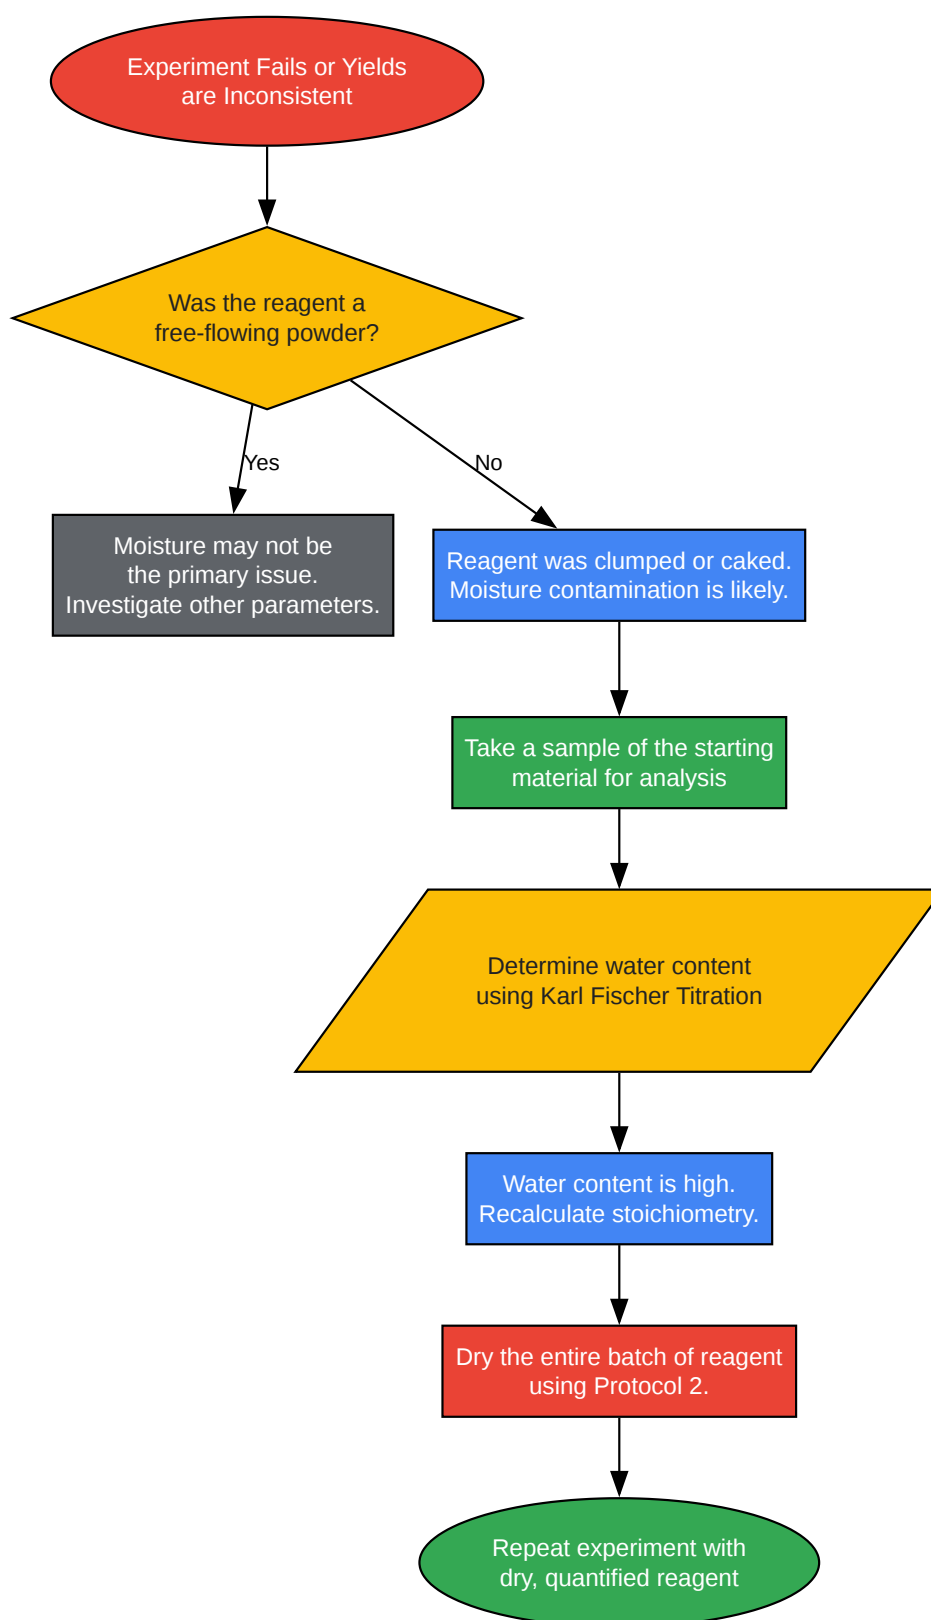 Experiment Fails or Yields
are Inconsistent
Was the reagent a
free-flowing powder?
Yes
No
Moisture may not be
the primary issue.
Investigate other parameters.
Reagent was clumped or caked.
Moisture contamination is likely.
Take a sample of the starting
material for analysis
Determine water content
using Karl Fischer Titration
Water content is high.
Recalculate stoichiometry.
Dry the entire batch of reagent
using Protocol 2.
Repeat experiment with
dry, quantified reagent